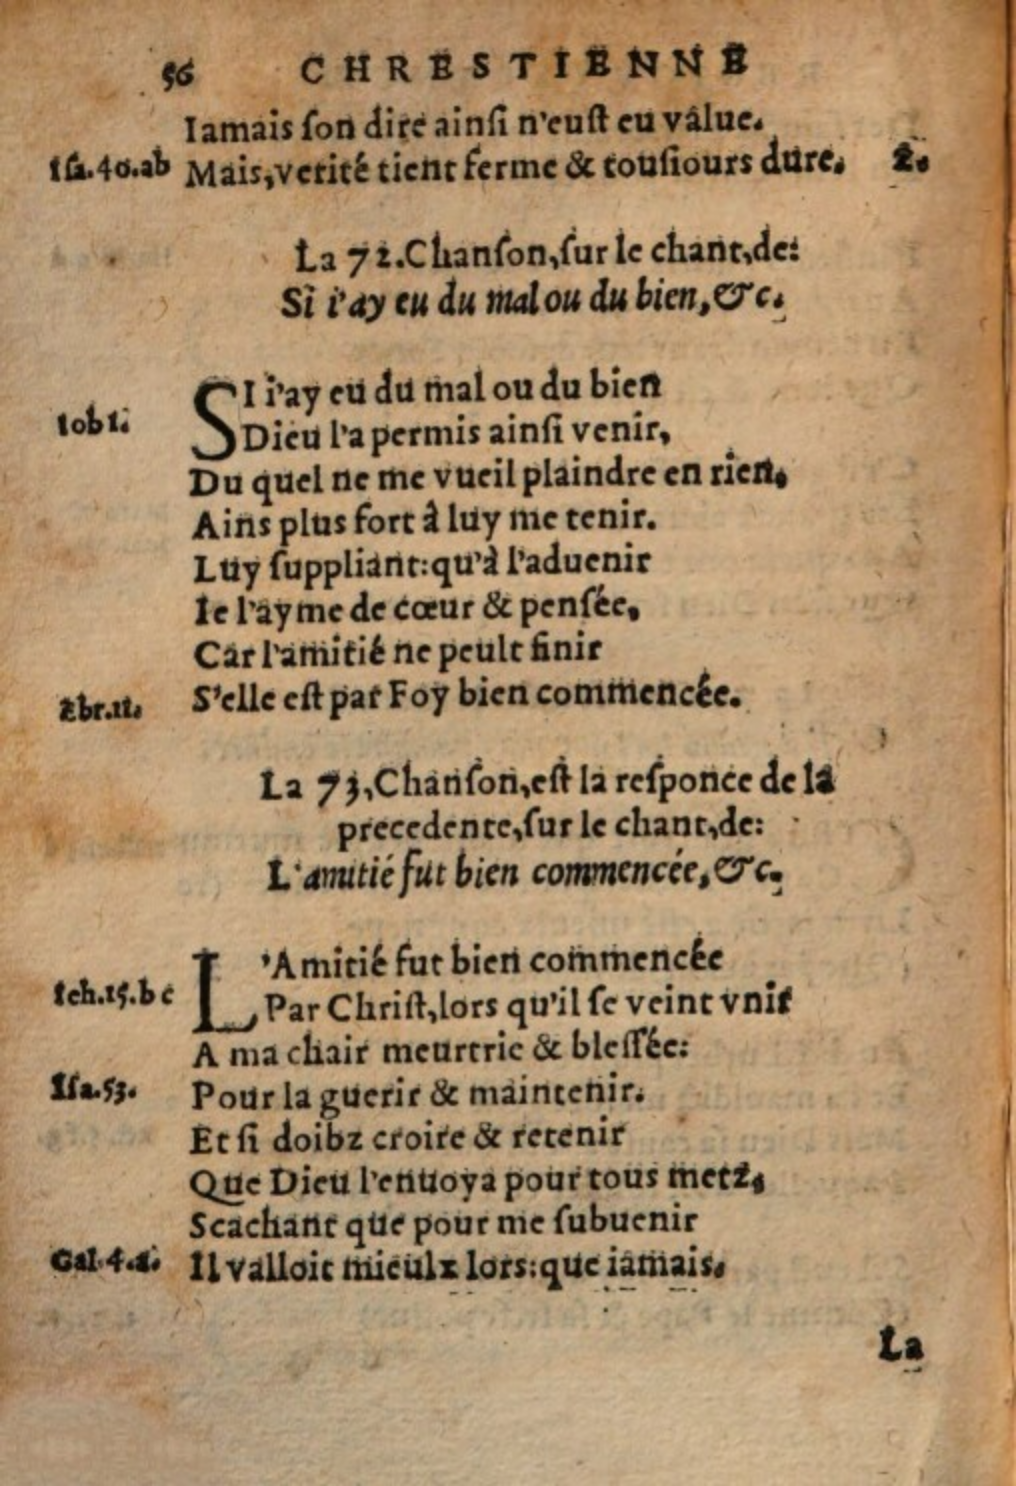 56 CHRESTIENNE
Iamais ſon dire ainſi n'euſt eu value.
Iſa.40.ab Mais, verité tient ferme & touſiours dure. 2.
La 72. Chanſon, ſur le chant, de:
Si i'ay eu du mal ou du bien, &c.
SI i'ay eu du mal ou du bien
Iob 1. Dieu l'a permis ainſi venir,
Du quel ne me vueil plaindre en rien,
Ains plus fort à luy me tenir.
Luy ſuppliant: qu'à l'aduenir
Ie l'ayme de cœur & penſée,
Car l'amitié ne peult finir
Ebr.11. S'elle eſt par Foy bien commencée.
La 73, Chanſon, eſt la reſponce de la
precedente, ſur le chant, de:
L'amitié fut bien commencée, &c.
L'Amitié fut bien commencée
Ieh.15.bc Par Chriſt, lors qu'il ſe veint vnir
A ma chair meurtrie & bleſſée:
Iſa.53. Pour la guerir & maintenir.
Et ſi doibz croire & retenir
Que Dieu l'enuoya pour tous metz,
Scachant que pour me ſubuenir
Gal.4.a. Il valloit mieulx lors: que iamais.
La